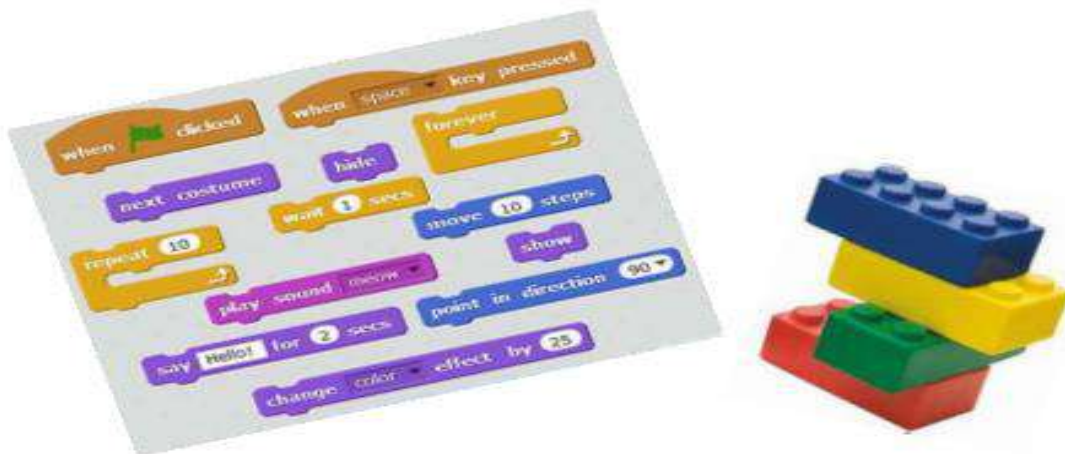 when clicked
when space key pressed
forever
next costume
hide
wait 1 secs
move 10 steps
repeat 10
show
play sound meow
point in direction 90
say Hello! for 2 secs
change color effect by 25